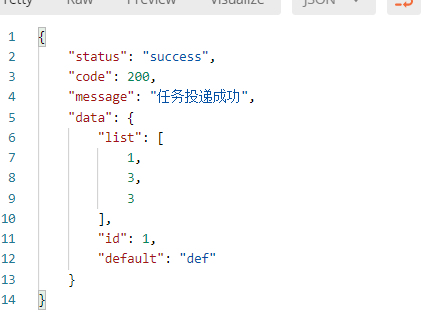 Pretty Raw Preview Visualize JSON
1 {
2 "status": "success",
3 "code": 200,
4 "message": "任务投递成功",
5 "data": {
6 "list": [
7 1,
8 3,
9 3
10 ],
11 "id": 1,
12 "default": "def"
13 }
14 }